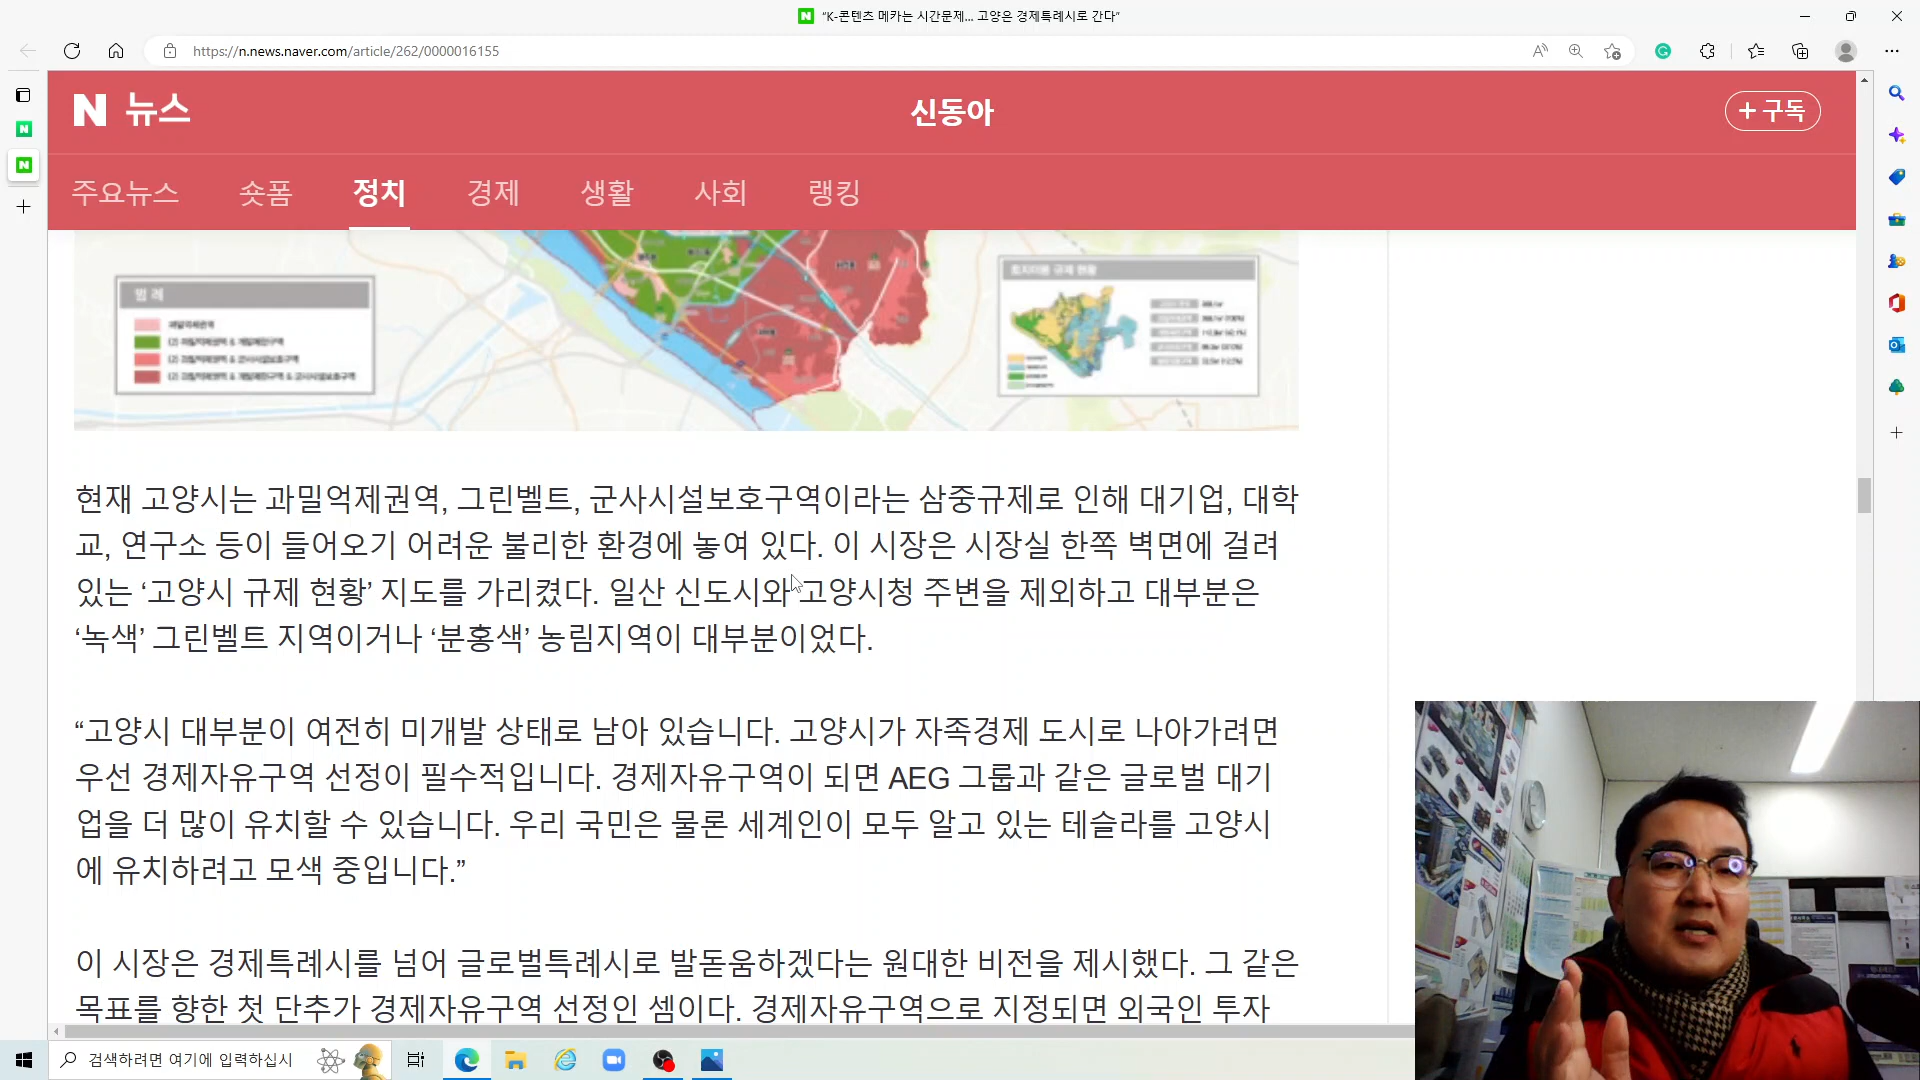 “K-콘텐츠 메카는 시간문제... 고양은 경제특례시로 간다”
https://n.news.naver.com/article/262/0000016155
N 뉴스
신동아
+ 구독
주요뉴스 숏폼 정치 경제 생활 사회 랭킹
범 례
토지이용 규제 현황
현재 고양시는 과밀억제권역, 그린벨트, 군사시설보호구역이라는 삼중규제로 인해 대기업, 대학
교, 연구소 등이 들어오기 어려운 불리한 환경에 놓여 있다. 이 시장은 시장실 한쪽 벽면에 걸려
있는 ‘고양시 규제 현황’ 지도를 가리켰다. 일산 신도시와 고양시청 주변을 제외하고 대부분은
‘녹색’ 그린벨트 지역이거나 ‘분홍색’ 농림지역이 대부분이었다.
“고양시 대부분이 여전히 미개발 상태로 남아 있습니다. 고양시가 자족경제 도시로 나아가려면
우선 경제자유구역 선정이 필수적입니다. 경제자유구역이 되면 AEG 그룹과 같은 글로벌 대기
업을 더 많이 유치할 수 있습니다. 우리 국민은 물론 세계인이 모두 알고 있는 테슬라를 고양시
에 유치하려고 모색 중입니다.”
이 시장은 경제특례시를 넘어 글로벌특례시로 발돋움하겠다는 원대한 비전을 제시했다. 그 같은
목표를 향한 첫 단추가 경제자유구역 선정인 셈이다. 경제자유구역으로 지정되면 외국인 투자
검색하려면 여기에 입력하십시